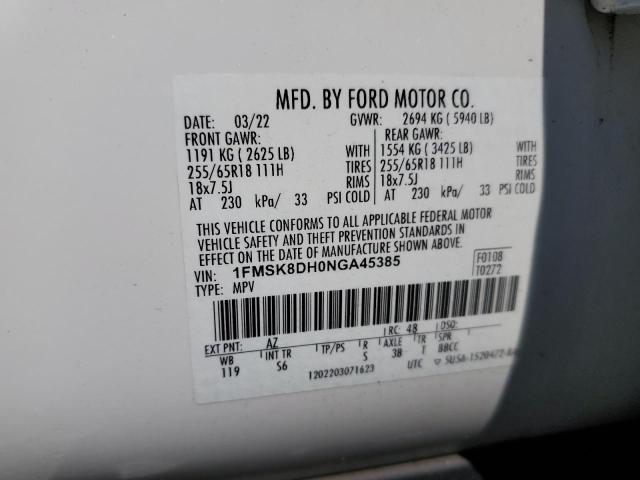 MFD. BY FORD MOTOR CO.
DATE: 03/22 GVWR: 2694 KG ( 5940 LB)
FRONT GAWR: REAR GAWR:
1191 KG ( 2625 LB) WITH 1554 KG ( 3425 LB) WITH
255/65R18 111H TIRES 255/65R18 111H TIRES
18x7.5J RIMS 18x7.5J RIMS
AT 230 kPa/ 33 PSI COLD AT 230 kPa/ 33 PSI COLD
THIS VEHICLE CONFORMS TO ALL APPLICABLE FEDERAL MOTOR
VEHICLE SAFETY AND THEFT PREVENTION STANDARDS IN
EFFECT ON THE DATE OF MANUFACTURE SHOWN ABOVE.
VIN: 1FMSK8DH0NGA45385 F0108
TYPE: MPV T0272
EXT PNT: AZ RC: 48 DSO:
WB INT TR TP/PS R AXLE T SPR
119 S6 S 38 T BBCC
1202203071623 UTC